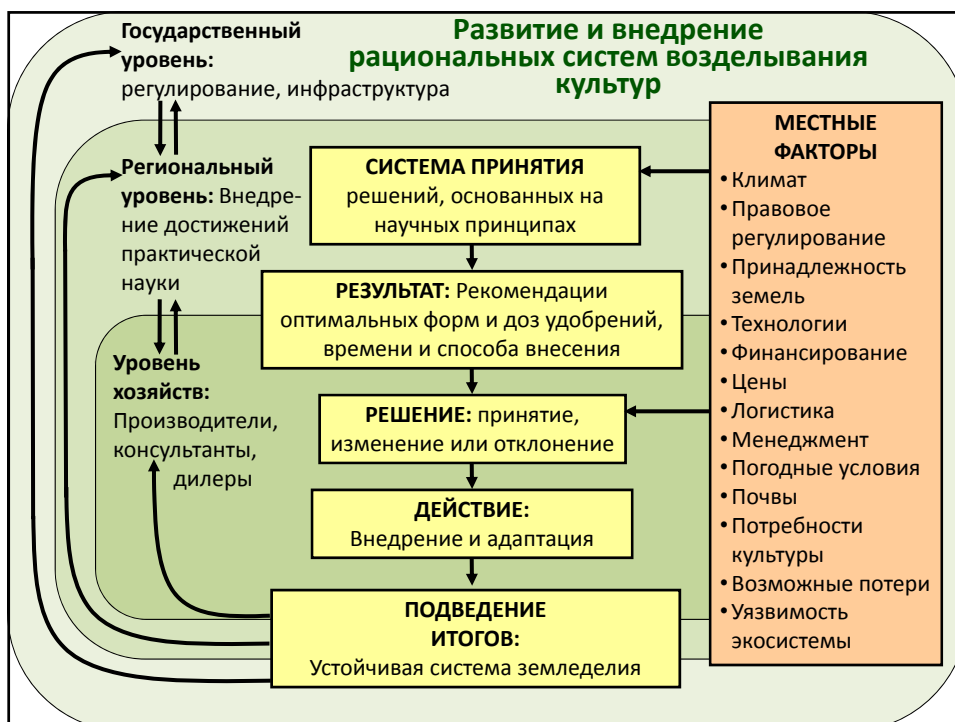 Развитие и внедрение
рациональных систем возделывания
культур
Государственный
уровень:
регулирование, инфраструктура
Региональный
уровень: Внедре-
ние достижений
практической
науки
Уровень
хозяйств:
Производители,
консультанты,
дилеры
СИСТЕМА ПРИНЯТИЯ
решений, основанных на
научных принципах
РЕЗУЛЬТАТ: Рекомендации
оптимальных форм и доз удобрений,
времени и способа внесения
РЕШЕНИЕ: принятие,
изменение или отклонение
ДЕЙСТВИЕ:
Внедрение и адаптация
ПОДВЕДЕНИЕ
ИТОГОВ:
Устойчивая система земледелия
МЕСТНЫЕ
ФАКТОРЫ
• Климат
• Правовое
регулирование
• Принадлежность
земель
• Технологии
• Финансирование
• Цены
• Логистика
• Менеджмент
• Погодные условия
• Почвы
• Потребности
культуры
• Возможные потери
• Уязвимость
экосистемы